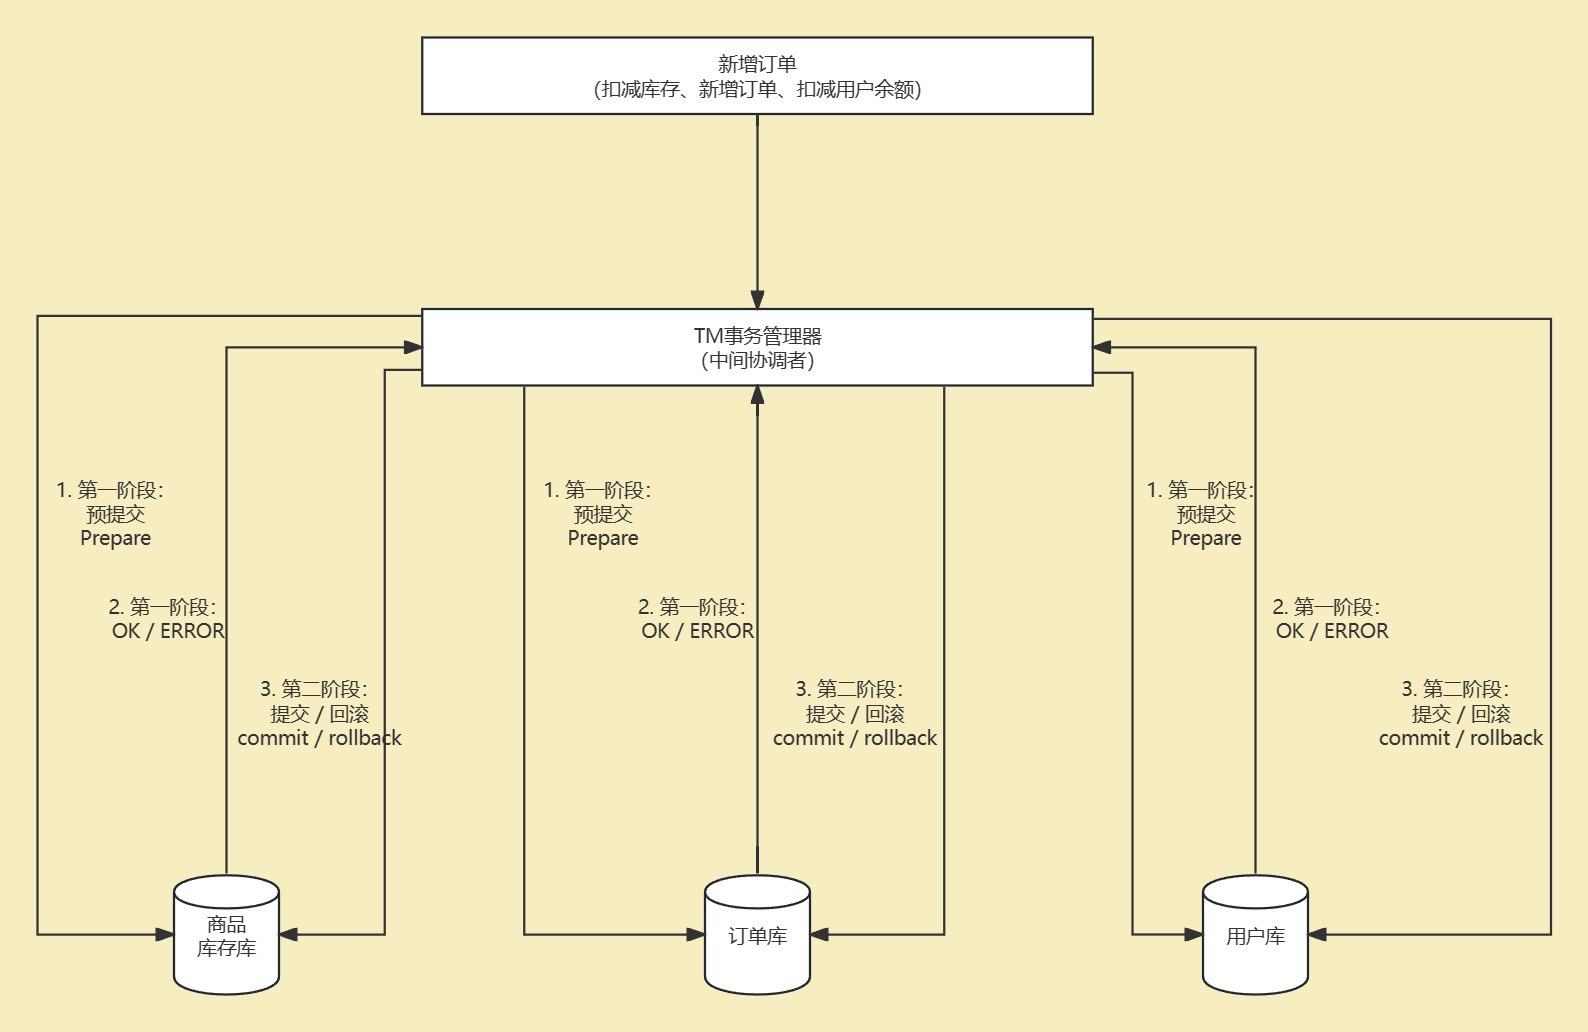 新增订单
（扣减库存、新增订单、扣减用户余额）
TM事务管理器
（中间协调者）
1. 第一阶段：
预提交
Prepare
2. 第一阶段：
OK / ERROR
3. 第二阶段：
提交 / 回滚
commit / rollback
1. 第一阶段：
预提交
Prepare
2. 第一阶段：
OK / ERROR
3. 第二阶段：
提交 / 回滚
commit / rollback
1. 第一阶段：
预提交
Prepare
2. 第一阶段：
OK / ERROR
3. 第二阶段：
提交 / 回滚
commit / rollback
商品
库存库
订单库
用户库